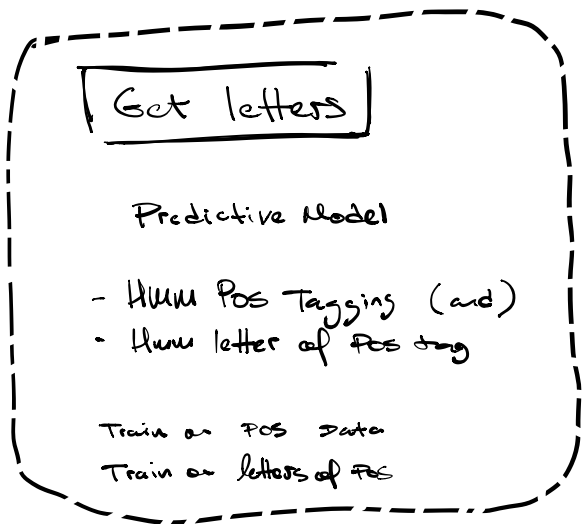 Get letters
Predictive Model
- HMM POS Tagging (and)
- HMM letter of POS tag
Train on POS Data
Train on letters of POS